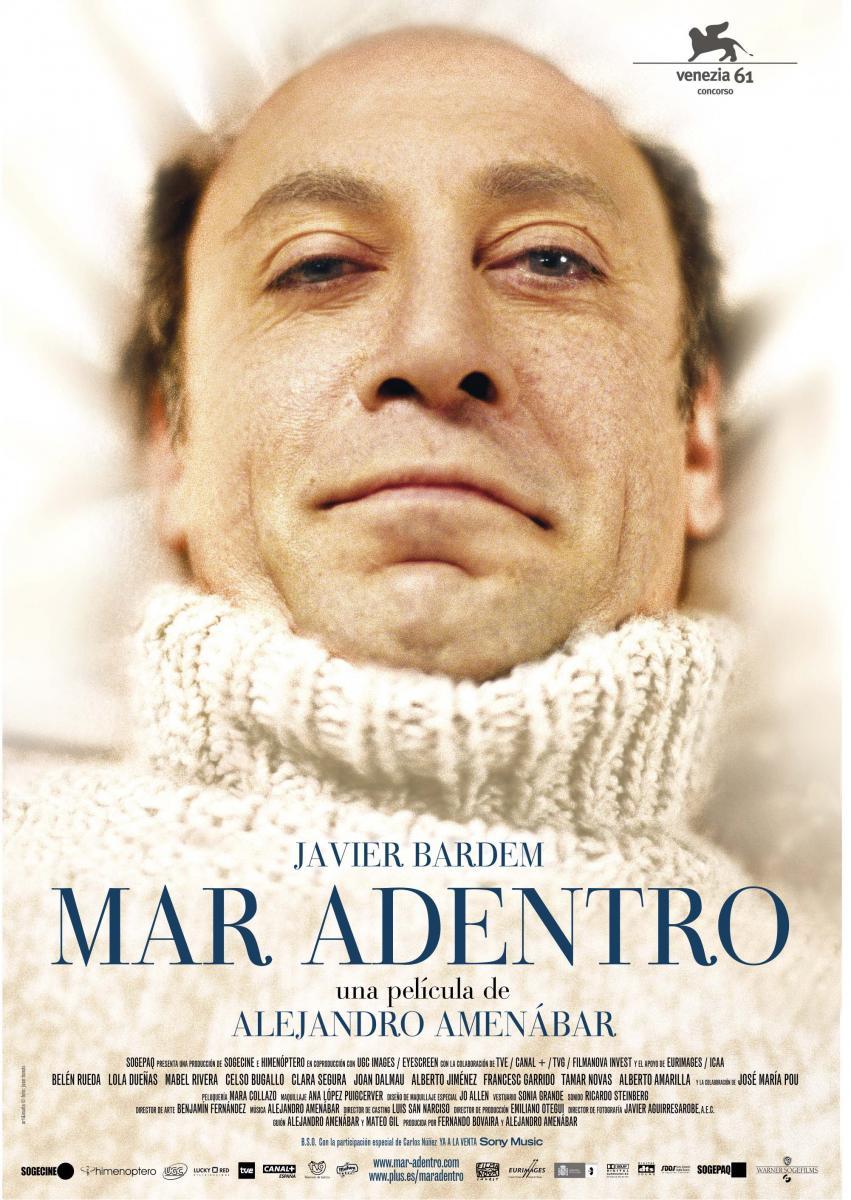 venezia 61
concorso
JAVIER BARDEM
MAR ADENTRO
una película de
ALEJANDRO AMENÁBAR
SOGEPAQ PRESENTA UNA PRODUCCIÓN DE SOGECINE E HIMENÓPTERO EN COPRODUCCIÓN CON UGC IMAGES / EYESCREEN CON LA COLABORACIÓN DE TVE / CANAL + / TVG / FILMANOVA INVEST Y EL APOYO DE EURIMAGES / ICAA
BELÉN RUEDA LOLA DUEÑAS MABEL RIVERA CELSO BUGALLO CLARA SEGURA JOAN DALMAU ALBERTO JIMÉNEZ FRANCESC GARRIDO TAMAR NOVAS ALBERTO AMARILLA Y LA COLABORACIÓN DE JOSÉ MARÍA POU
PELUQUERÍA MARA COLLAZO MAQUILLAJE ANA LÓPEZ PUIGCERVER DISEÑO DE MAQUILLAJE ESPECIAL JO ALLEN VESTUARIO SONIA GRANDE SONIDO RICARDO STEINBERG
DIRECTOR DE ARTE BENJAMÍN FERNÁNDEZ MÚSICA ALEJANDRO AMENÁBAR DIRECTOR DE CASTING LUIS SAN NARCISO DIRECTOR DE PRODUCCIÓN EMILIANO OTEGUI DIRECTOR DE FOTOGRAFÍA JAVIER AGUIRRESAROBE, A.E.C.
GUIÓN ALEJANDRO AMENÁBAR Y MATEO GIL PRODUCIDA POR FERNANDO BOVAIRA Y ALEJANDRO AMENÁBAR
B.S.O. Con la participación especial de Carlos Núñez YA A LA VENTA Sony Music
www.mar-adentro.com
www.plus.es/maradentro
SOGECINE himenoptero UGC LUCKY RED tve CANAL+ ESPAÑA EURIMAGES DOLBY DIGITAL dts SDDS SOGEPAQ WARNER SOGEFILMS